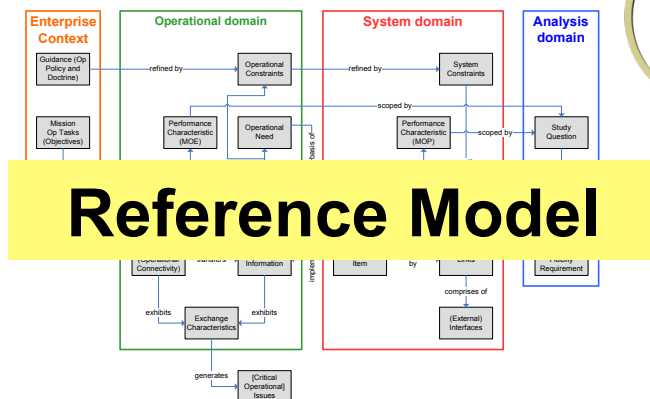 Enterprise
Context
Operational domain
System domain
Analysis
domain
Guidance (Op
Policy and
Doctrine)
refined by
Operational
Constraints
refined by
System
Constraints
scoped by
Mission
Op Tasks
(Objectives)
Performance
Characteristic
(MOE)
Operational
Need
basis of
Performance
Characteristic
(MOP)
scoped by
Study
Question
Reference Model
(Operational
Connectivity)
transfers
Information
Item
by
Links
Fidelity
Requirement
comprises of
exhibits
Exchange
Characteristics
exhibits
(External)
Interfaces
generates
[Critical
Operational]
Issues